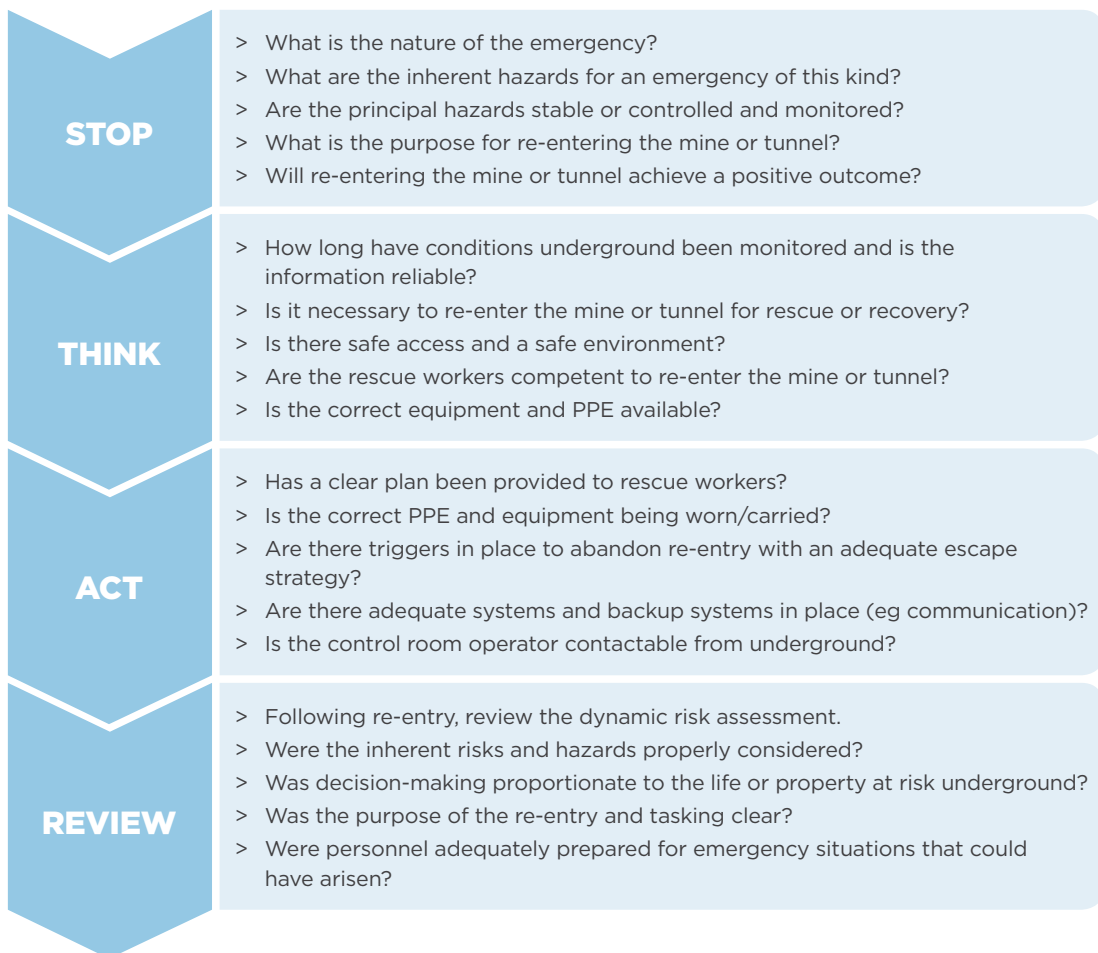 STOP
> What is the nature of the emergency?
> What are the inherent hazards for an emergency of this kind?
> Are the principal hazards stable or controlled and monitored?
> What is the purpose for re-entering the mine or tunnel?
> Will re-entering the mine or tunnel achieve a positive outcome?
THINK
> How long have conditions underground been monitored and is the
information reliable?
> Is it necessary to re-enter the mine or tunnel for rescue or recovery?
> Is there safe access and a safe environment?
> Are the rescue workers competent to re-enter the mine or tunnel?
> Is the correct equipment and PPE available?
ACT
> Has a clear plan been provided to rescue workers?
> Is the correct PPE and equipment being worn/carried?
> Are there triggers in place to abandon re-entry with an adequate escape
strategy?
> Are there adequate systems and backup systems in place (eg communication)?
> Is the control room operator contactable from underground?
REVIEW
> Following re-entry, review the dynamic risk assessment.
> Were the inherent risks and hazards properly considered?
> Was decision-making proportionate to the life or property at risk underground?
> Was the purpose of the re-entry and tasking clear?
> Were personnel adequately prepared for emergency situations that could
have arisen?